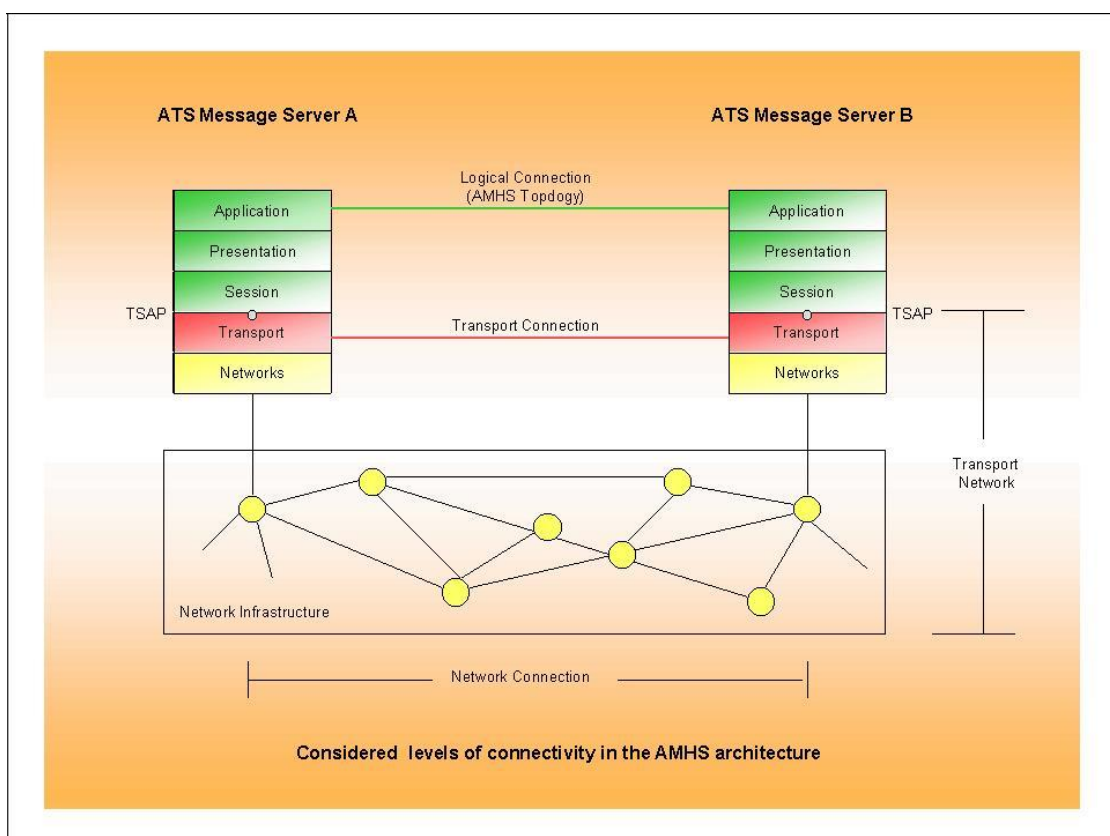 ATS Message Server A
ATS Message Server B
Logical Connection
(AMHS Topdogy)
Application
Application
Presentation
Presentation
Session
Session
TSAP
TSAP
Transport Connection
Transport
Transport
Networks
Networks
Transport
Network
Network Infrastructure
Network Connection
Considered levels of connectivity in the AMHS architecture